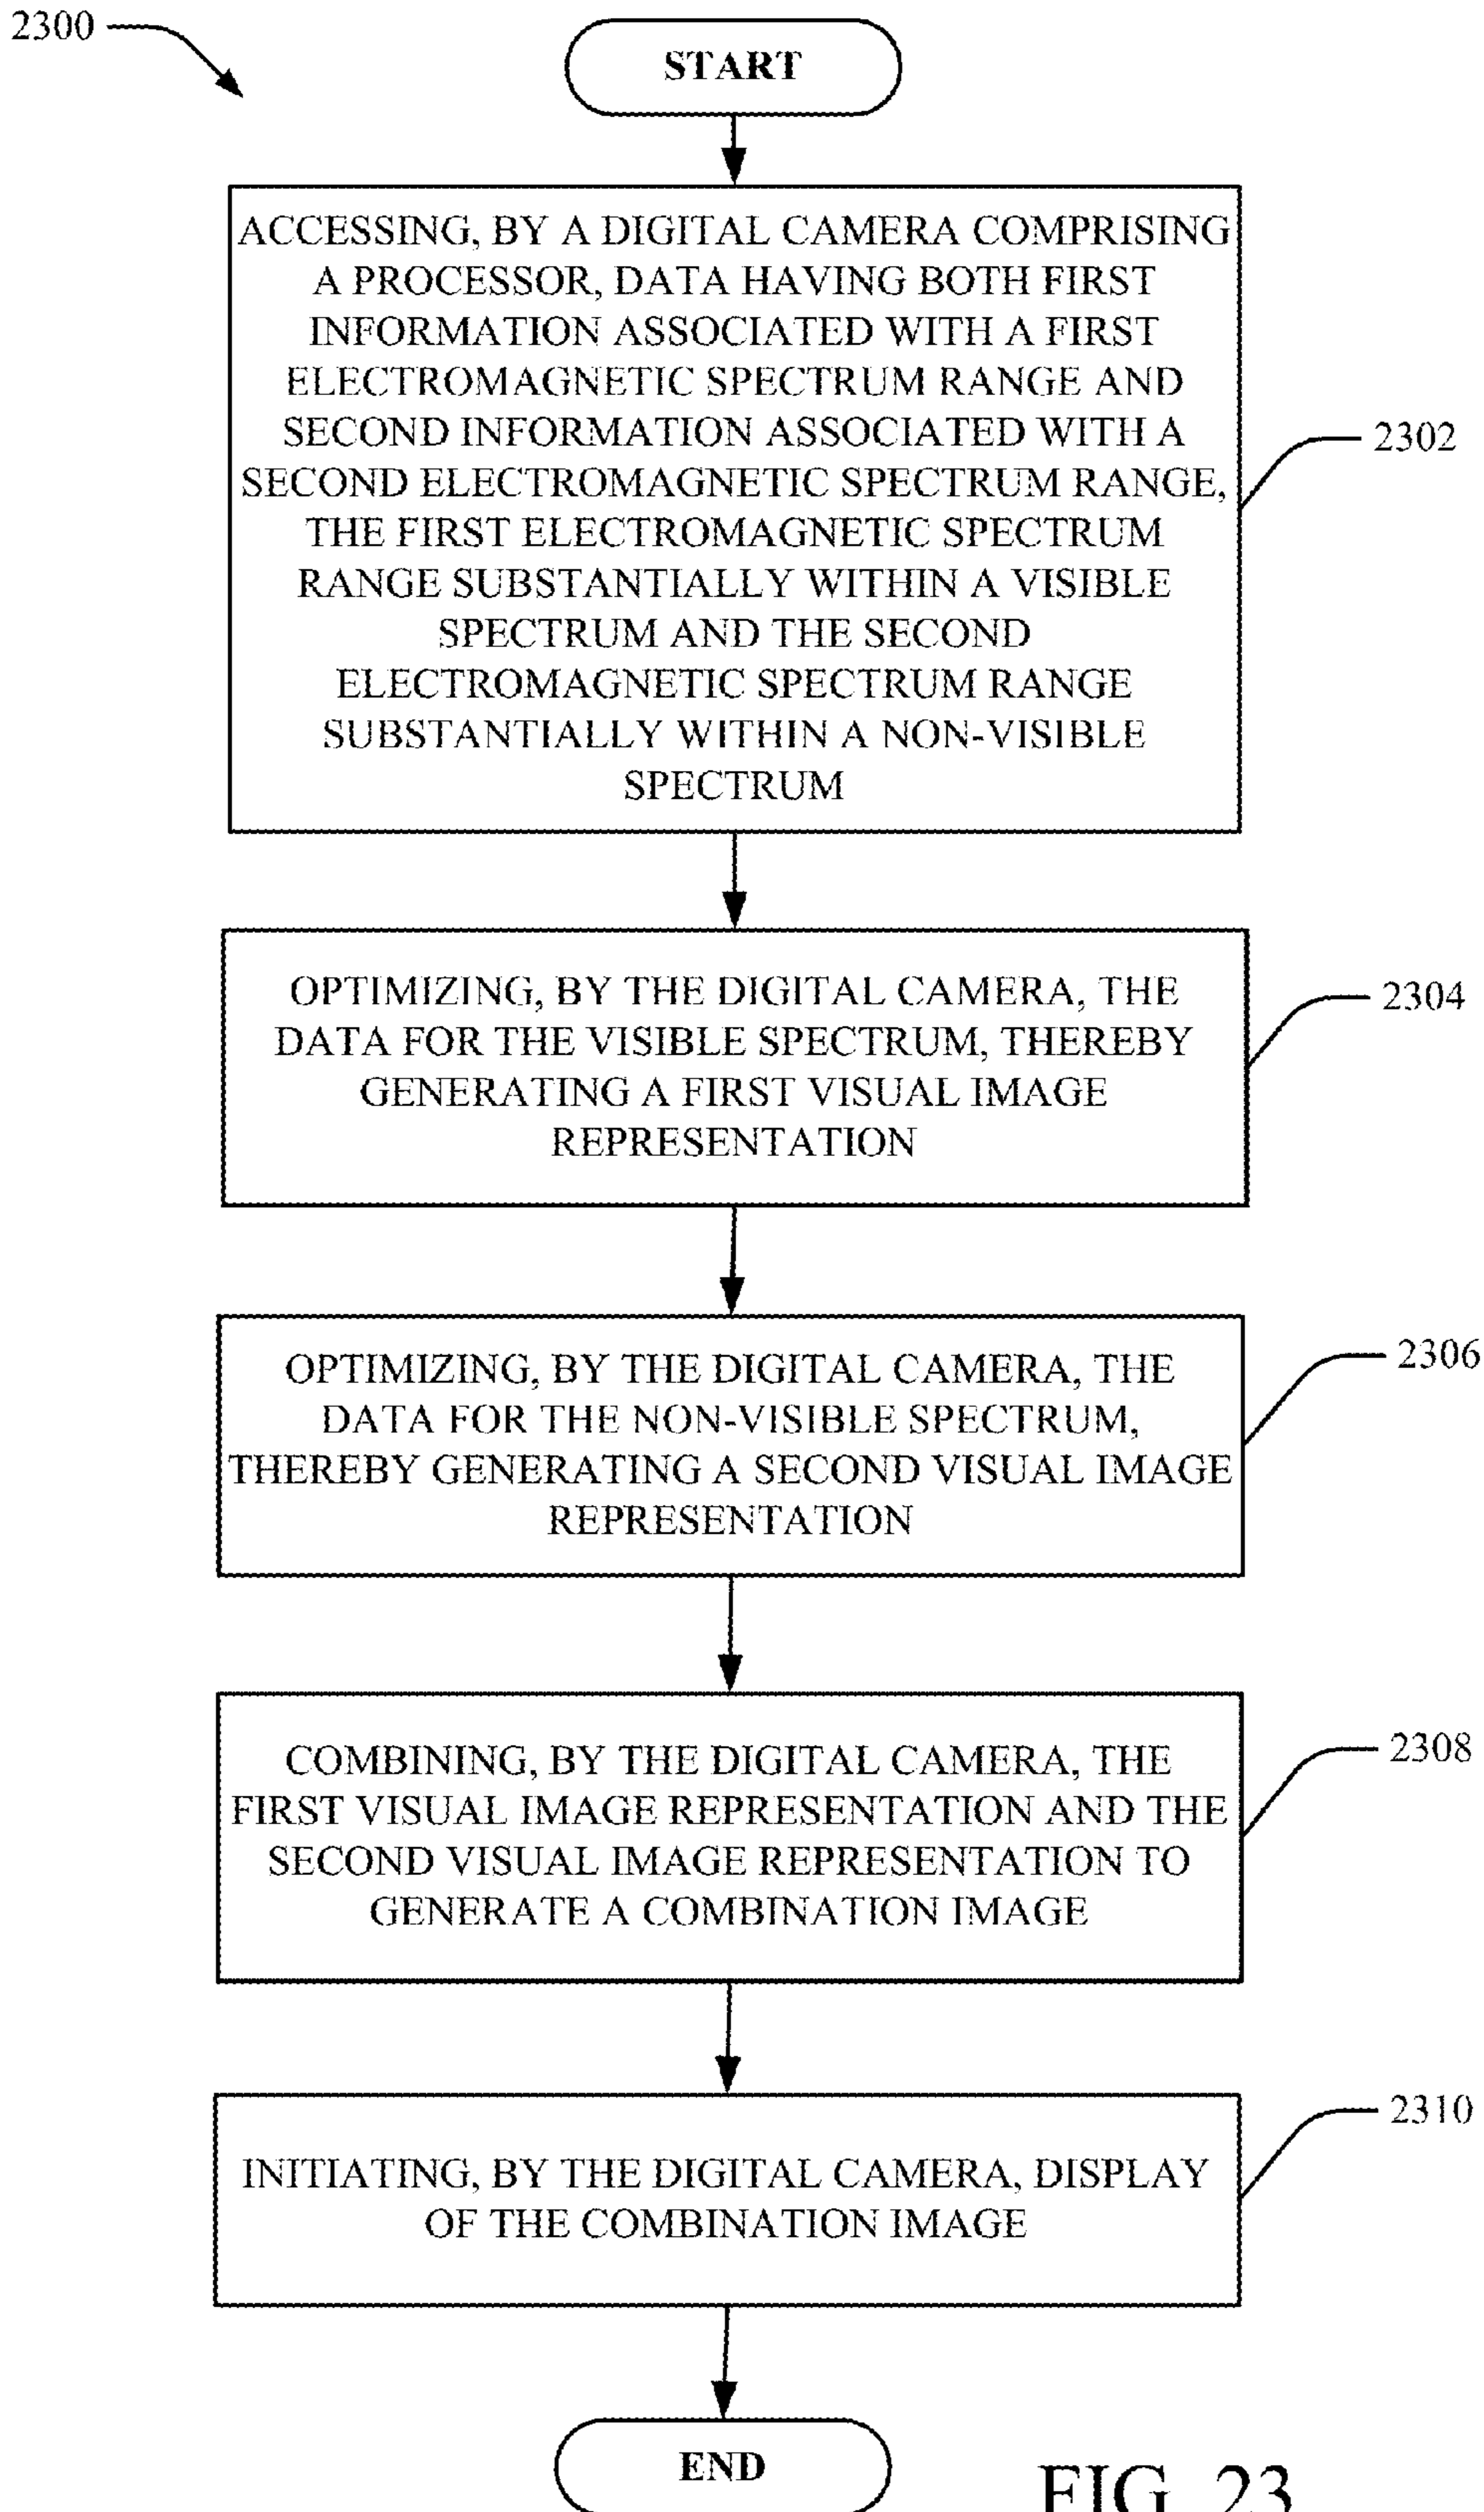 2300
START
ACCESSING, BY A DIGITAL CAMERA COMPRISING
A PROCESSOR, DATA HAVING BOTH FIRST
INFORMATION ASSOCIATED WITH A FIRST
ELECTROMAGNETIC SPECTRUM RANGE AND
SECOND INFORMATION ASSOCIATED WITH A
SECOND ELECTROMAGNETIC SPECTRUM RANGE,
THE FIRST ELECTROMAGNETIC SPECTRUM
RANGE SUBSTANTIALLY WITHIN A VISIBLE
SPECTRUM AND THE SECOND
ELECTROMAGNETIC SPECTRUM RANGE
SUBSTANTIALLY WITHIN A NON-VISIBLE
SPECTRUM
2302
OPTIMIZING, BY THE DIGITAL CAMERA, THE
DATA FOR THE VISIBLE SPECTRUM, THEREBY
GENERATING A FIRST VISUAL IMAGE
REPRESENTATION
2304
OPTIMIZING, BY THE DIGITAL CAMERA, THE
DATA FOR THE NON-VISIBLE SPECTRUM,
THEREBY GENERATING A SECOND VISUAL IMAGE
REPRESENTATION
2306
COMBINING, BY THE DIGITAL CAMERA, THE
FIRST VISUAL IMAGE REPRESENTATION AND THE
SECOND VISUAL IMAGE REPRESENTATION TO
GENERATE A COMBINATION IMAGE
2308
INITIATING, BY THE DIGITAL CAMERA, DISPLAY
OF THE COMBINATION IMAGE
2310
END
FIG. 23